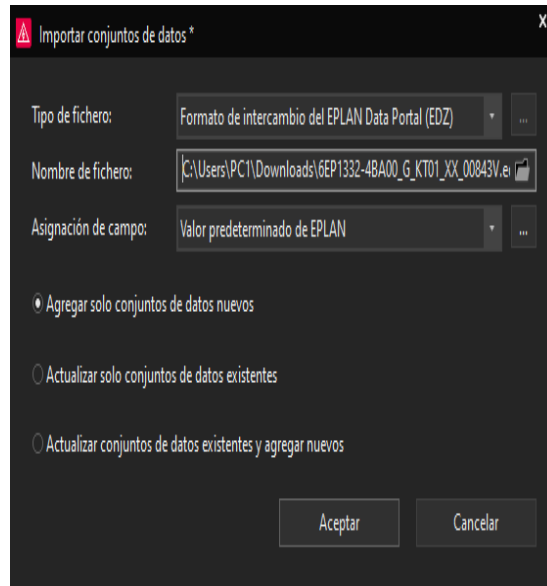 Importar conjuntos de datos *
x
Tipo de fichero:
Formato de intercambio del EPLAN Data Portal (EDZ)
...
Nombre de fichero:
C:\Users\PC1\Downloads\6EP1332-4BA00_G_KT01_XX_00843V.e
Asignación de campo:
Valor predeterminado de EPLAN
...
Agregar solo conjuntos de datos nuevos
Actualizar solo conjuntos de datos existentes
Actualizar conjuntos de datos existentes y agregar nuevos
Aceptar
Cancelar